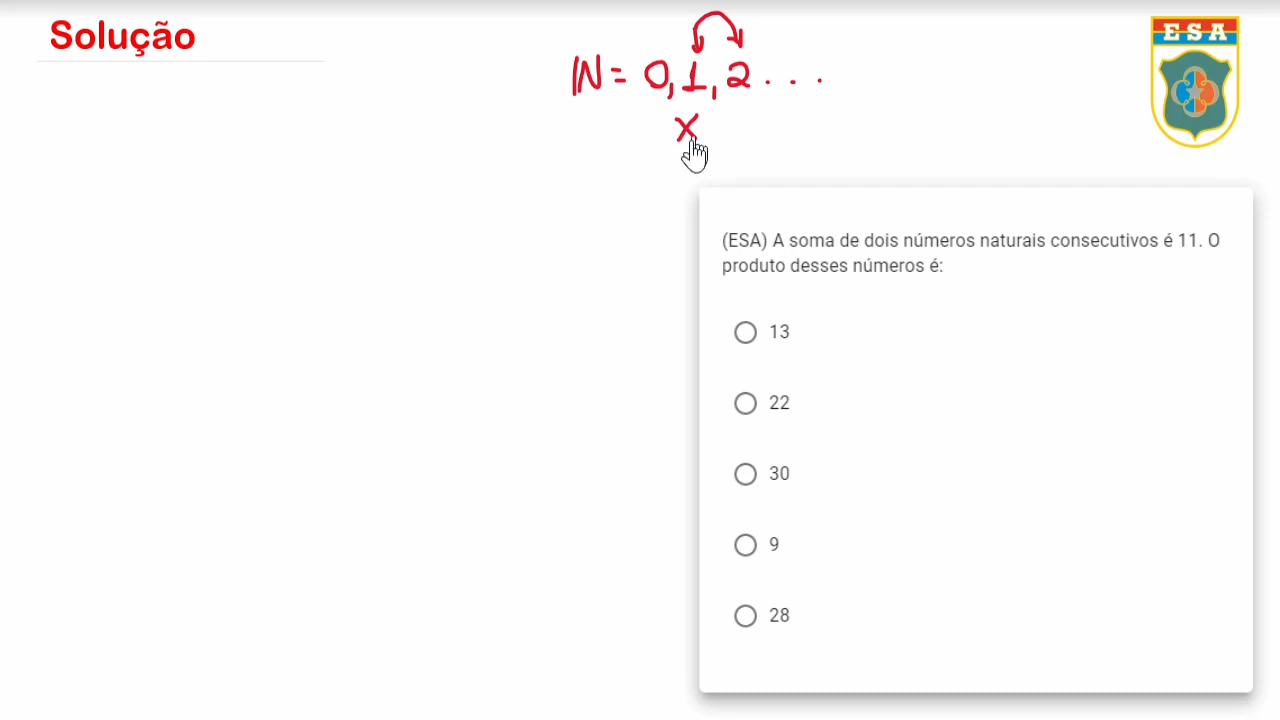 Solução
ESA
IN = 0, 1, 2 . . .
x
(ESA) A soma de dois números naturais consecutivos é 11. O
produto desses números é:
13
22
30
9
28